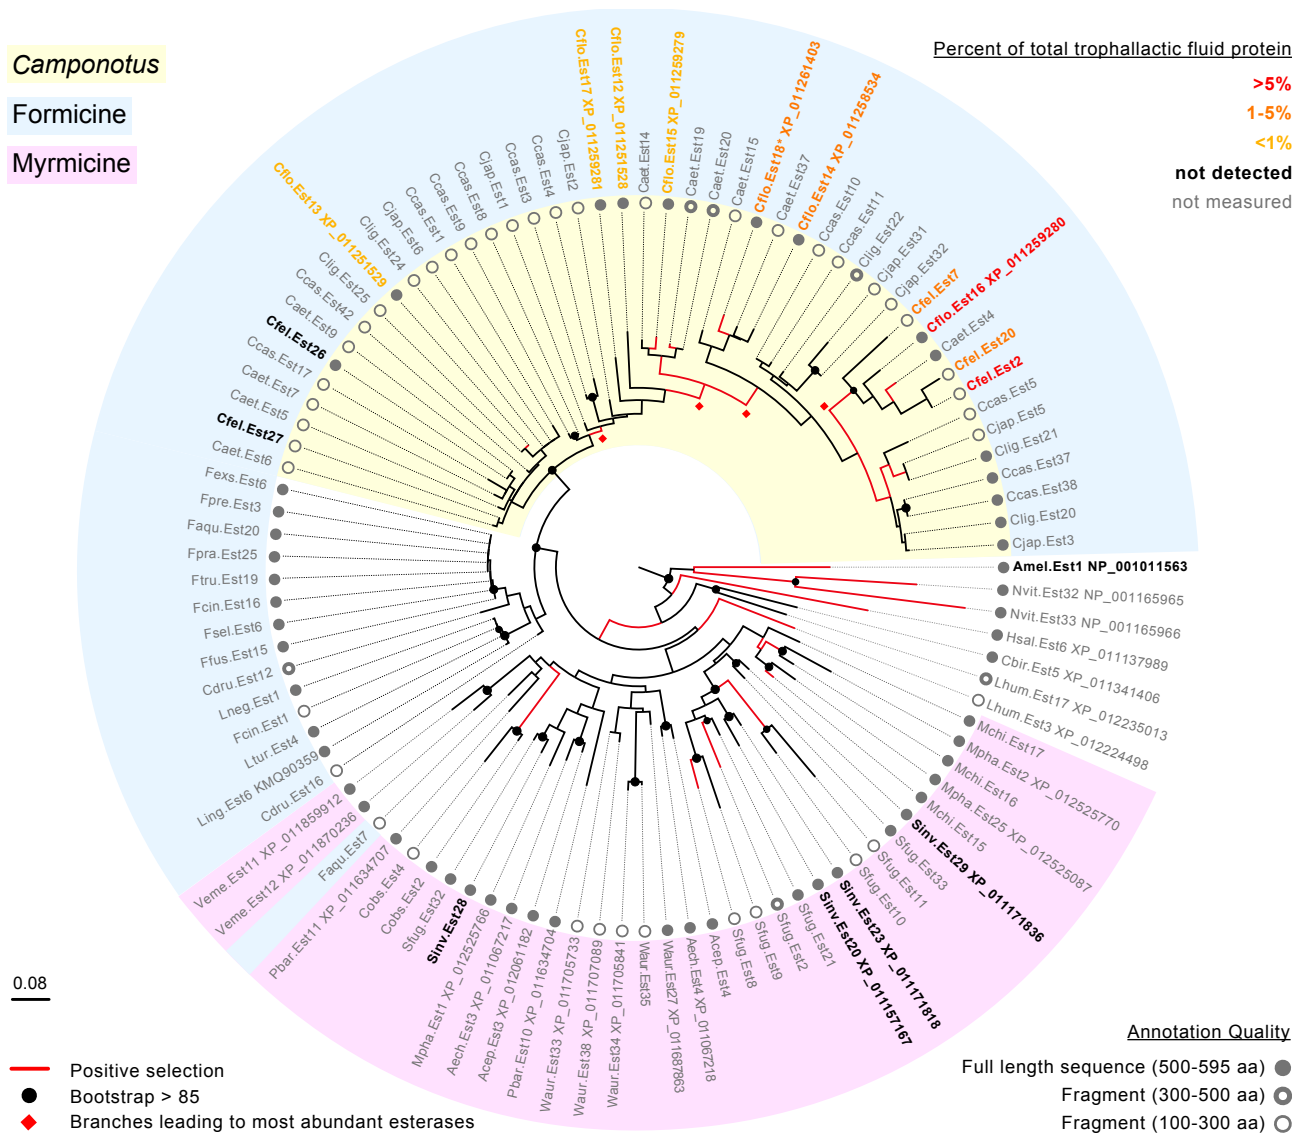 Camponotus
Formicine
Myrmicine
Percent of total trophallactic fluid protein
>5%
1-5%
<1%
not detected
not measured
Cfel.Est27
Caet.Est5
Caet.Est7
Ccas.Est17
Cfel.Est26
Caet.Est9
Ccas.Est42
Clig.Est25
Cflo.Est13 XP_011251529
Clig.Est24
Cjap.Est6
Ccas.Est1
Ccas.Est9
Ccas.Est8
Cjap.Est1
Ccas.Est3
Ccas.Est4
Cjap.Est2
Cflo.Est17 XP_011259281
Cflo.Est12 XP_011251528
Caet.Est14
Cflo.Est15 XP_011259279
Caet.Est19
Caet.Est20
Caet.Est15
Cflo.Est18* XP_011261403
Caet.Est37
Cflo.Est14 XP_011258534
Ccas.Est10
Ccas.Est11
Clig.Est22
Cjap.Est31
Cjap.Est32
Cfel.Est7
Cflo.Est16 XP_011259280
Caet.Est4
Cfel.Est20
Cfel.Est2
Ccas.Est5
Cjap.Est5
Clig.Est21
Ccas.Est37
Ccas.Est38
Clig.Est20
Cjap.Est3
Amel.Est1 NP_001011563
Nvit.Est32 NP_001165965
Nvit.Est33 NP_001165966
Hsal.Est6 XP_011137989
Cbir.Est5 XP_011341406
Lhum.Est17 XP_012235013
Lhum.Est3 XP_012224498
Mchi.Est17
Mpha.Est2 XP_012525770
Mchi.Est16
Mpha.Est25 XP_012525087
Mchi.Est15
Sinv.Est29 XP_011171836
Sfug.Est33
Sfug.Est11
Sfug.Est10
Sinv.Est23 XP_011171818
Sinv.Est20 XP_011157167
Sfug.Est21
Sfug.Est2
Sfug.Est9
Sfug.Est8
Acep.Est4
Aech.Est4 XP_011067218
Waur.Est27 XP_011687863
Waur.Est35
Waur.Est34 XP_011705841
Waur.Est38 XP_011707089
Waur.Est33 XP_011705733
Pbar.Est10 XP_011634704
Acep.Est3 XP_012061182
Aech.Est3 XP_011067217
Mpha.Est1 XP_012525766
Sinv.Est28
Sfug.Est32
Cobs.Est2
Cobs.Est4
Pbar.Est11 XP_011634707
Faqu.Est7
Veme.Est12 XP_011870236
Veme.Est11 XP_011859912
Cdru.Est16
Ling.Est6 KMQ90359
Ltur.Est4
Fcin.Est1
Lneg.Est1
Cdru.Est12
Ffus.Est15
Fsel.Est6
Fcin.Est16
Ftru.Est19
Fpra.Est25
Faqu.Est20
Fpre.Est3
Fexs.Est6
Caet.Est6
0.08
Positive selection
Bootstrap > 85
Branches leading to most abundant esterases
Annotation Quality
Full length sequence (500-595 aa)
Fragment (300-500 aa)
Fragment (100-300 aa)